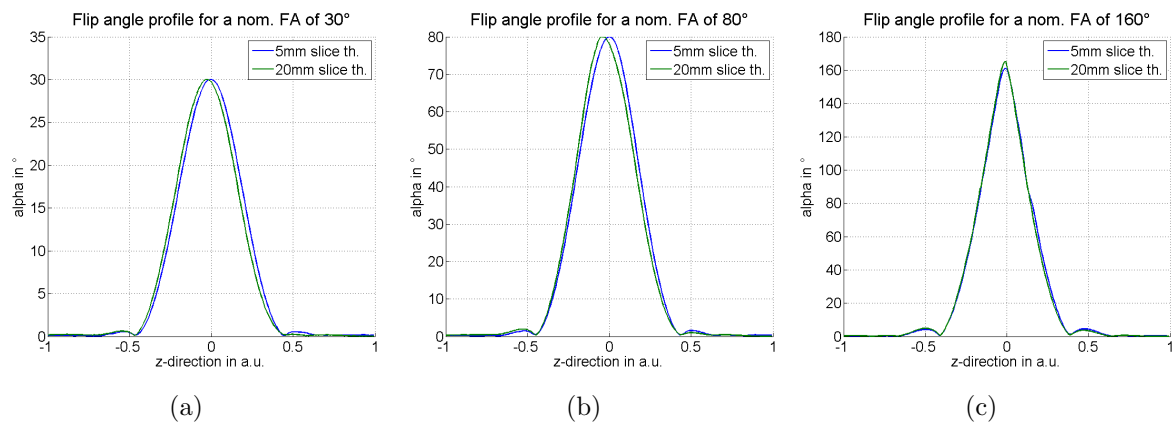 Flip angle profile for a nom. FA of 30°
35
30
25
20
15
10
5
0
alpha in °
5mm slice th.
20mm slice th.
-1
-0.5
0
0.5
1
z-direction in a.u.
(a)
Flip angle profile for a nom. FA of 80°
80
70
60
50
40
30
20
10
0
alpha in °
5mm slice th.
20mm slice th.
-1
-0.5
0
0.5
1
z-direction in a.u.
(b)
Flip angle profile for a nom. FA of 160°
180
160
140
120
100
80
60
40
20
0
alpha in °
5mm slice th.
20mm slice th.
-1
-0.5
0
0.5
1
z-direction in a.u.
(c)